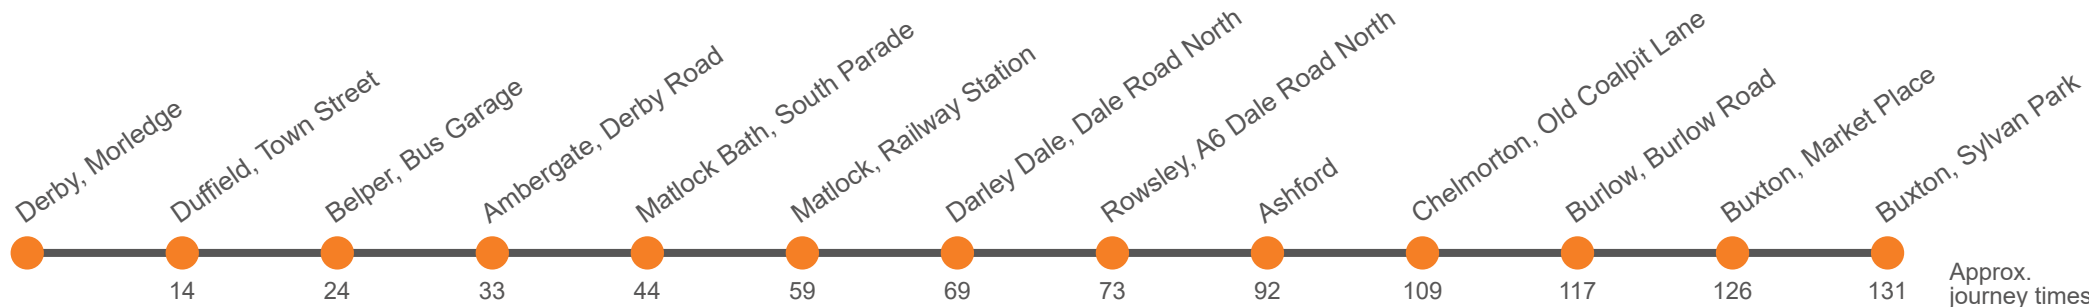 Derby, Morledge
Duffield, Town Street
Belper, Bus Garage
Ambergate, Derby Road
Matlock Bath, South Parade
Matlock, Railway Station
Darley Dale, Dale Road North
Rowsley, A6 Dale Road North
Ashford
Chelmorton, Old Coalpit Lane
Burlow, Burlow Road
Buxton, Market Place
Buxton, Sylvan Park
14 24 33 44 59 69 73 92 109 117 126 131
Approx.
journey times